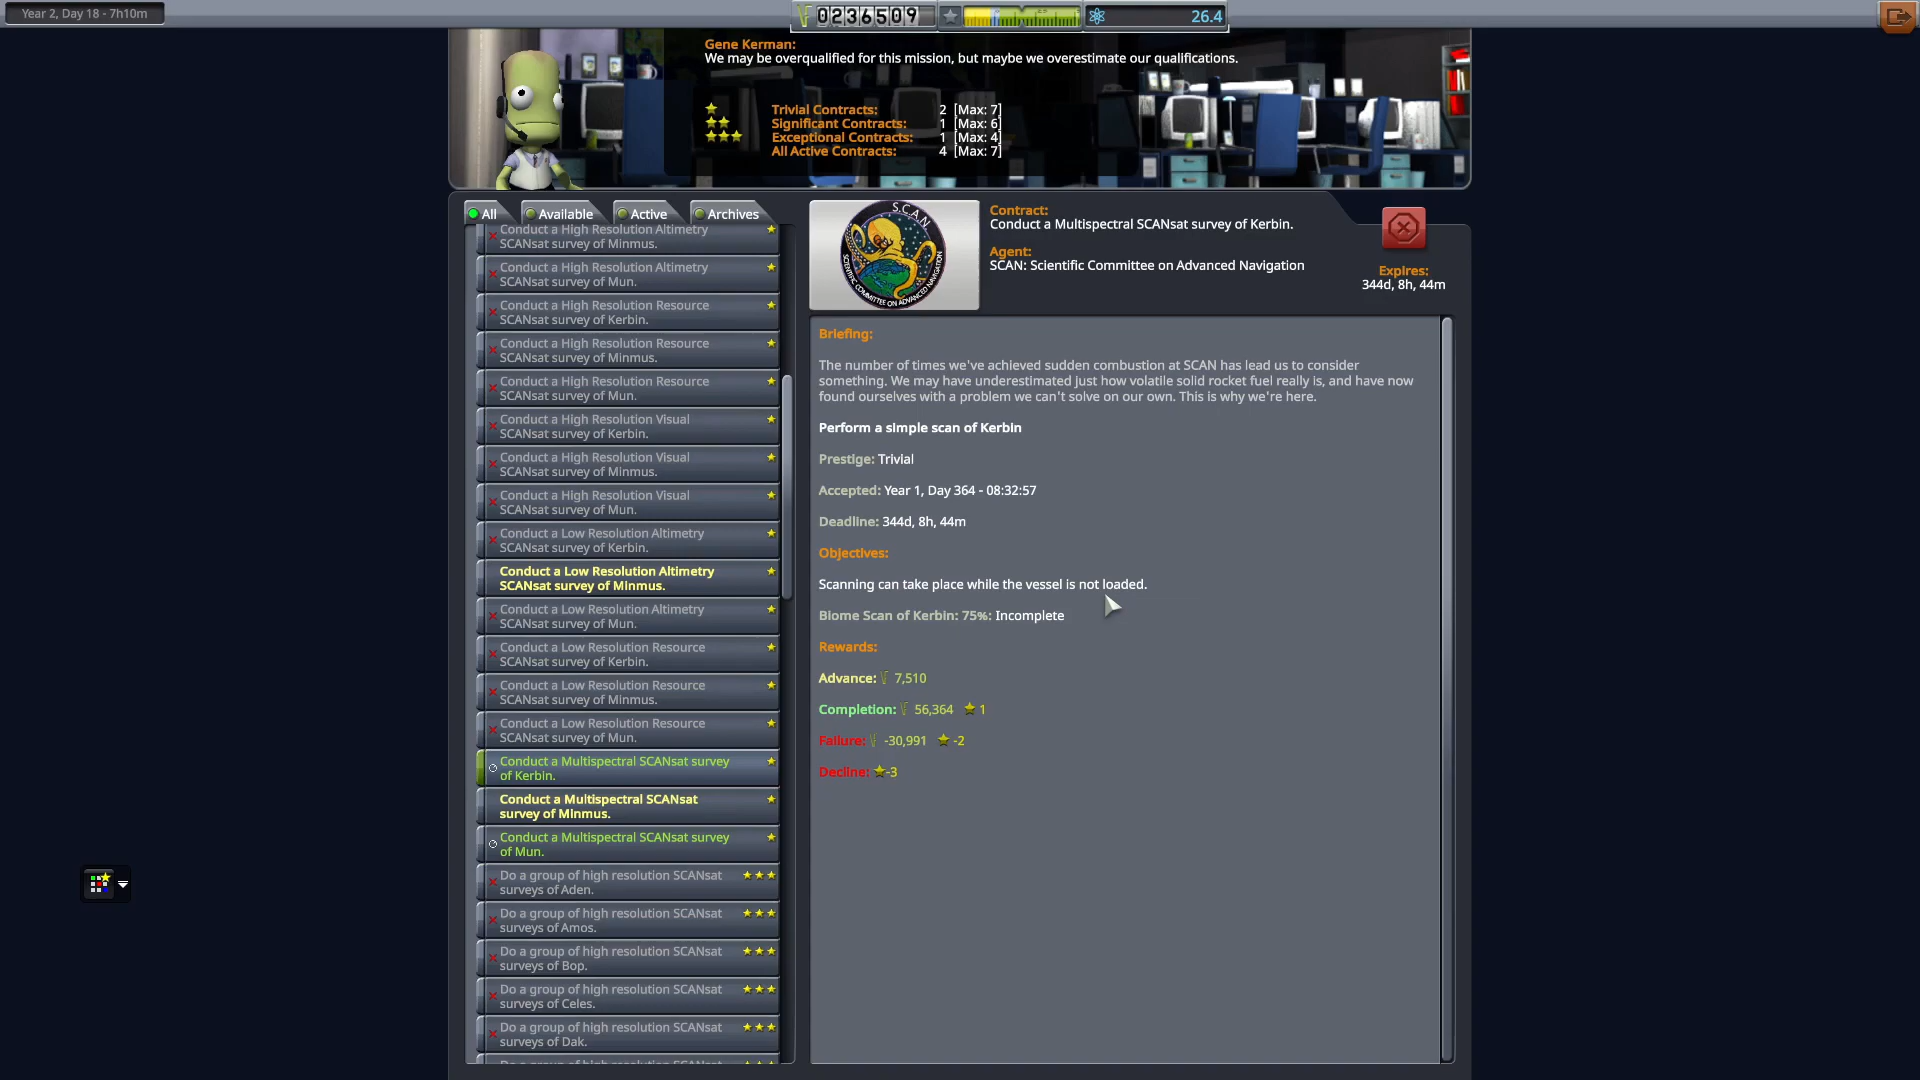 Year 2, Day 18 - 7h10m
0236509
26.4
Gene Kerman:
We may be overqualified for this mission, but maybe we overestimate our qualifications.
Trivial Contracts: 2 [Max: 7]
Significant Contracts: 1 [Max: 6]
Exceptional Contracts: 1 [Max: 4]
All Active Contracts: 4 [Max: 7]
All
Available
Active
Archives
Conduct a High Resolution Altimetry
SCANsat survey of Minmus.
Conduct a High Resolution Altimetry
SCANsat survey of Mun.
Conduct a High Resolution Resource
SCANsat survey of Kerbin.
Conduct a High Resolution Resource
SCANsat survey of Minmus.
Conduct a High Resolution Resource
SCANsat survey of Mun.
Conduct a High Resolution Visual
SCANsat survey of Kerbin.
Conduct a High Resolution Visual
SCANsat survey of Minmus.
Conduct a High Resolution Visual
SCANsat survey of Mun.
Conduct a Low Resolution Altimetry
SCANsat survey of Kerbin.
Conduct a Low Resolution Altimetry
SCANsat survey of Minmus.
Conduct a Low Resolution Altimetry
SCANsat survey of Mun.
Conduct a Low Resolution Resource
SCANsat survey of Kerbin.
Conduct a Low Resolution Resource
SCANsat survey of Minmus.
Conduct a Low Resolution Resource
SCANsat survey of Mun.
Conduct a Multispectral SCANsat survey
of Kerbin.
Conduct a Multispectral SCANsat
survey of Minmus.
Conduct a Multispectral SCANsat survey
of Mun.
Do a group of high resolution SCANsat
surveys of Aden.
Do a group of high resolution SCANsat
surveys of Amos.
Do a group of high resolution SCANsat
surveys of Bop.
Do a group of high resolution SCANsat
surveys of Celes.
Do a group of high resolution SCANsat
surveys of Dak.
S.C.A.N
SCIENTIFIC COMMITTEE ON ADVANCED NAVIGATION
Contract:
Conduct a Multispectral SCANsat survey of Kerbin.
Agent:
SCAN: Scientific Committee on Advanced Navigation
Expires:
344d, 8h, 44m
Briefing:
The number of times we've achieved sudden combustion at SCAN has lead us to consider
something. We may have underestimated just how volatile solid rocket fuel really is, and have now
found ourselves with a problem we can't solve on our own. This is why we're here.
Perform a simple scan of Kerbin
Prestige: Trivial
Accepted: Year 1, Day 364 - 08:32:57
Deadline: 344d, 8h, 44m
Objectives:
Scanning can take place while the vessel is not loaded.
Biome Scan of Kerbin: 75%: Incomplete
Rewards:
Advance: 7,510
Completion: 56,364 1
Failure: -30,991 -2
Decline: -3